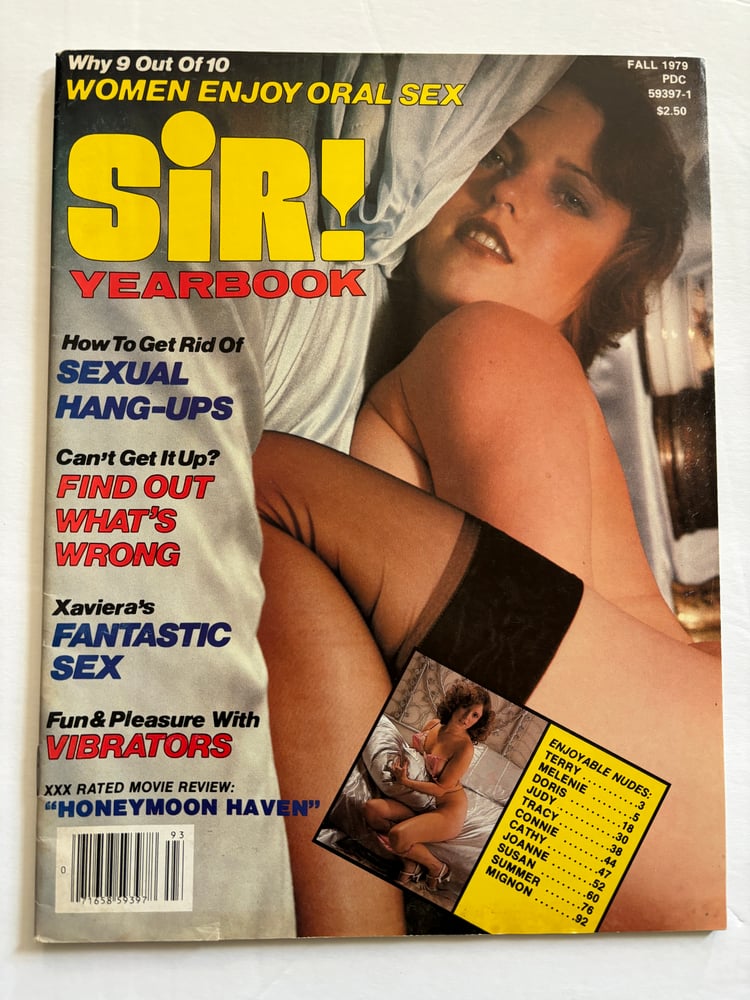 Why 9 Out Of 10
WOMEN ENJOY ORAL SEX
FALL 1979
PDC
59397-1
$2.50
SiR!
YEARBOOK
How To Get Rid Of
SEXUAL
HANG-UPS
Can't Get It Up?
FIND OUT
WHAT'S
WRONG
Xaviera's
FANTASTIC
SEX
Fun & Pleasure With
VIBRATORS
XXX RATED MOVIE REVIEW:
"HONEYMOON HAVEN"
93
0
71658 59397
ENJOYABLE NUDES:
TERRY.........3
MELENIE.......5
DORIS........18
JUDY.........30
TRACY........38
CONNIE.......44
CATHY........47
JOANNE.......52
SUSAN........60
SUMMER.......76
MIGNON.......92